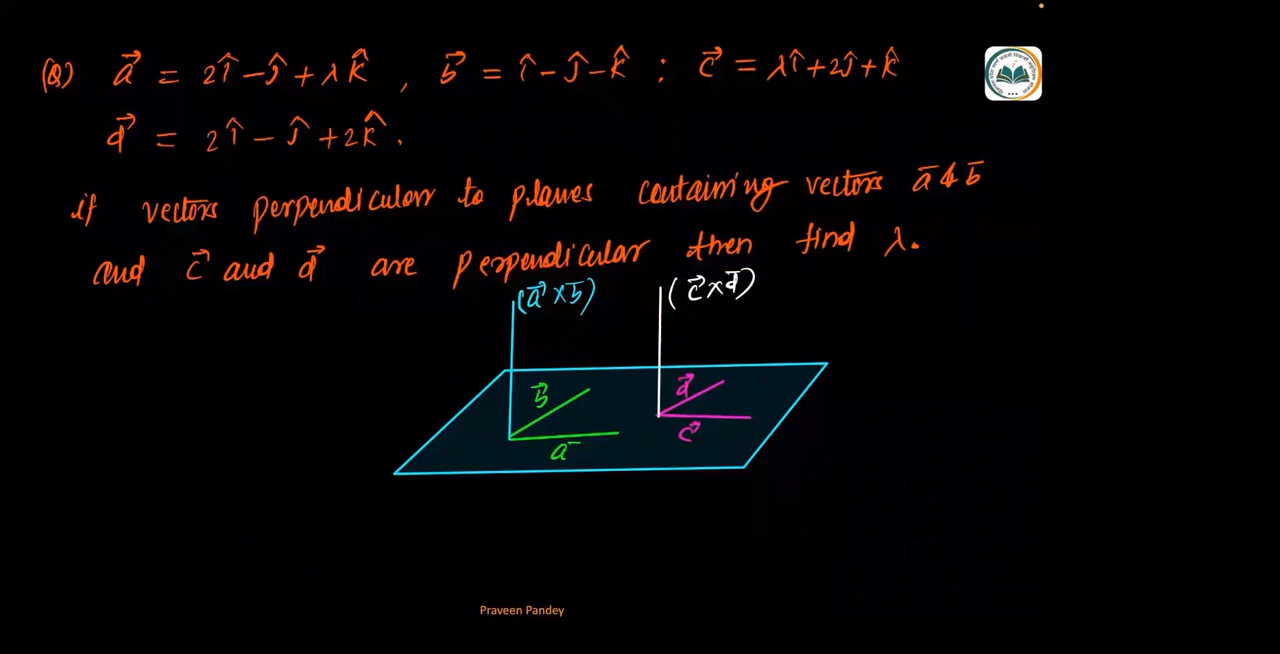 (Q) a⃗ = 2î - ĵ + λk̂ , b⃗ = î - ĵ - k̂ ; c⃗ = λî + 2ĵ + k̂
d⃗ = 2î - ĵ + 2k̂ .
if vectors perpendicular to planes containing vectors a̅ & b̅
and c⃗ and d⃗ are perpendicular then find λ.
(a⃗ × b̅) (c⃗ × d̅)
b⃗ d⃗
a̅ c⃗
Praveen Pandey